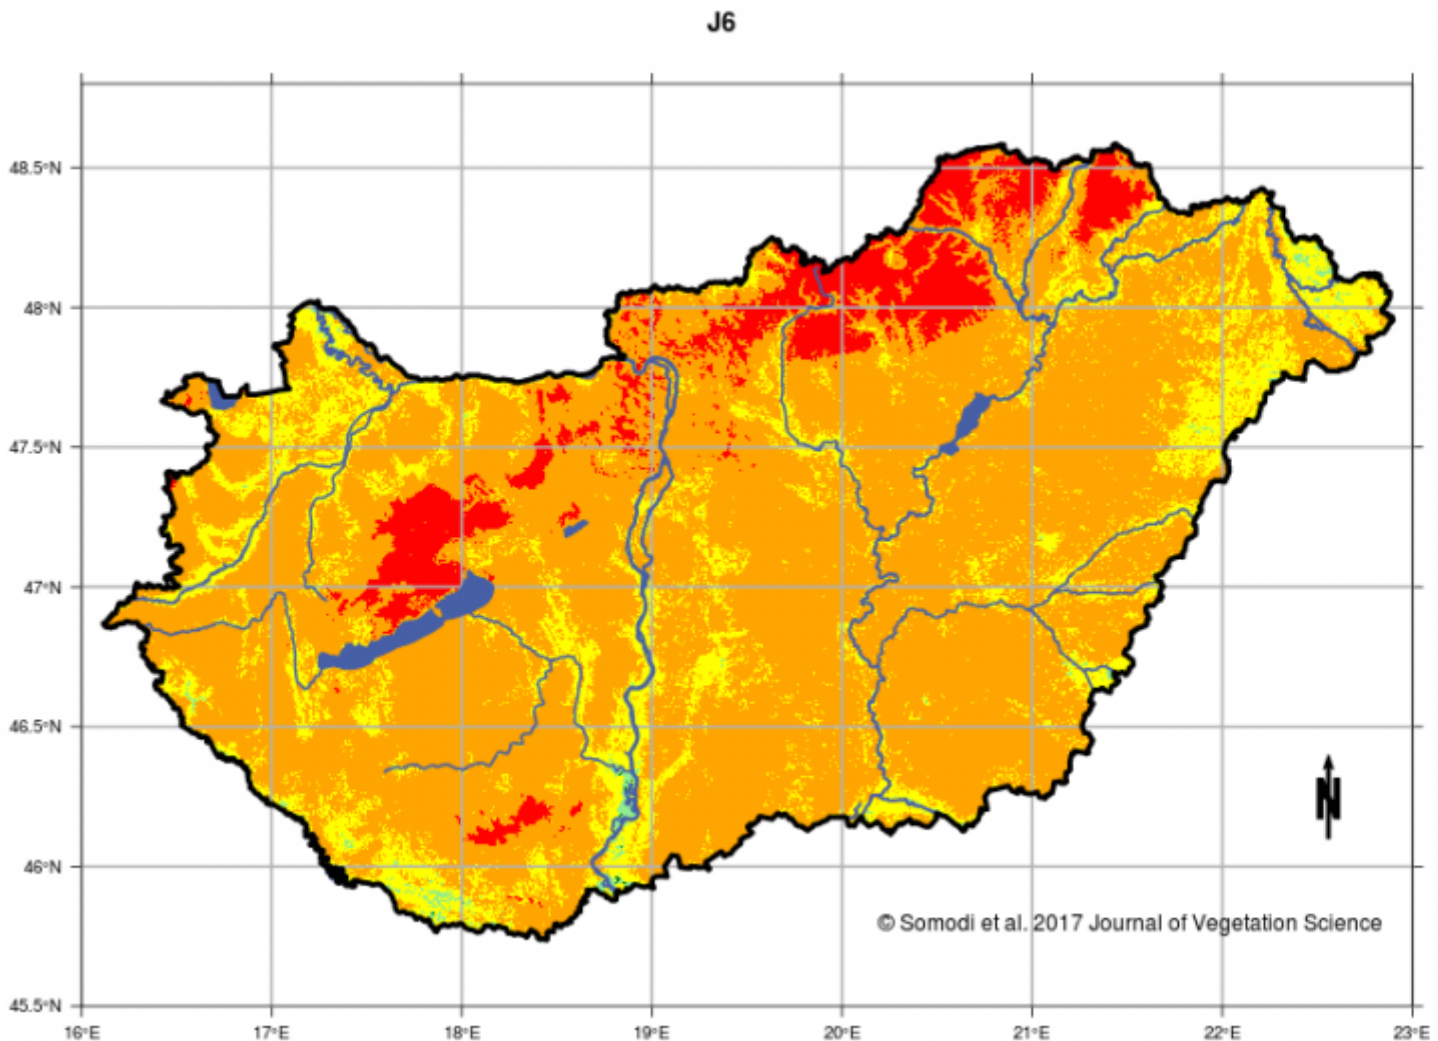 J6
48.5°N
48°N
47.5°N
47°N
46.5°N
46°N
45.5°N
N
© Somodi et al. 2017 Journal of Vegetation Science
16°E 17°E 18°E 19°E 20°E 21°E 22°E 23°E